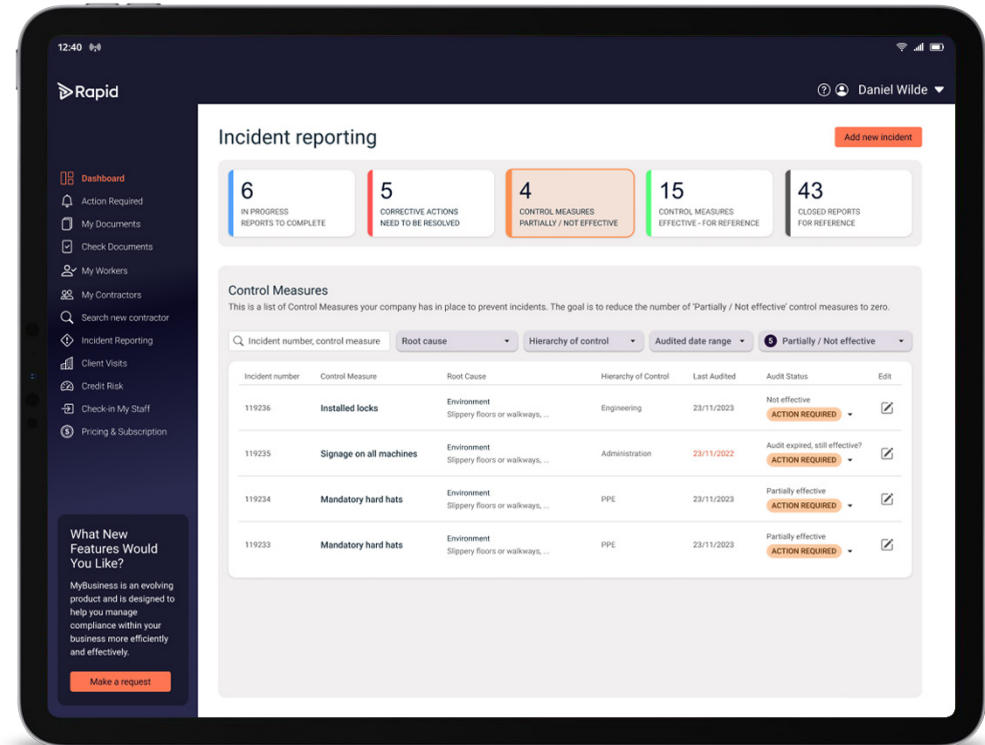 12:40
Rapid
Daniel Wilde
Dashboard
Action Required
My Documents
Check Documents
My Workers
My Contractors
Search new contractor
Incident Reporting
Client Visits
Credit Risk
Check-in My Staff
Pricing & Subscription
What New
Features Would
You Like?
MyBusiness is an evolving
product and is designed to
help you manage
compliance within your
business more efficiently
and effectively.
Make a request
Incident reporting
Add new incident
6
IN PROGRESS
REPORTS TO COMPLETE
5
CORRECTIVE ACTIONS
NEED TO BE RESOLVED
4
CONTROL MEASURES
PARTIALLY / NOT EFFECTIVE
15
CONTROL MEASURES
EFFECTIVE - FOR REFERENCE
43
CLOSED REPORTS
FOR REFERENCE
Control Measures
This is a list of Control Measures your company has in place to prevent incidents. The goal is to reduce the number of 'Partially / Not effective' control measures to zero.
Incident number, control measure Root cause Hierarchy of control Audited date range 5 Partially / Not effective
Incident number Control Measure Root Cause Hierarchy of Control Last Audited Audit Status Edit
119236 Installed locks Environment Slippery floors or walkways, ... Engineering 23/11/2023 Not effective ACTION REQUIRED
119235 Signage on all machines Environment Slippery floors or walkways, ... Administration 23/11/2022 Audit expired, still effective? ACTION REQUIRED
119234 Mandatory hard hats Environment Slippery floors or walkways, ... PPE 23/11/2023 Partially effective ACTION REQUIRED
119233 Mandatory hard hats Environment Slippery floors or walkways, ... PPE 23/11/2023 Partially effective ACTION REQUIRED